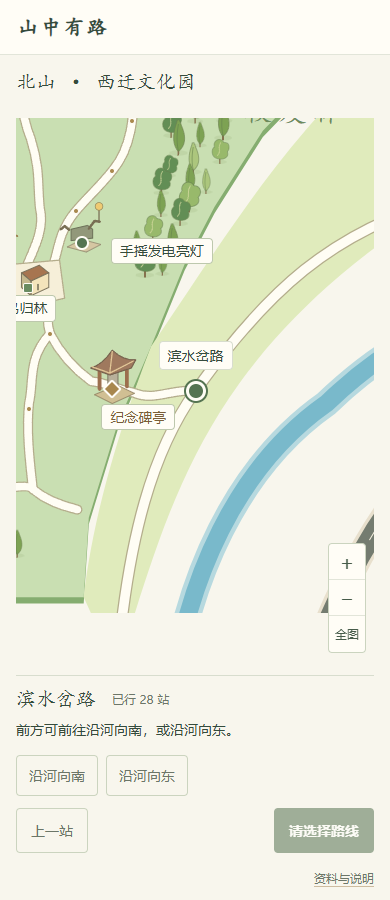 山中有路
北山 • 西迁文化园
手摇发电亮灯
归林
滨水岔路
纪念碑亭
+
−
全图
滨水岔路 已行 28 站
前方可前往沿河向南，或沿河向东。
沿河向南 沿河向东
上一站 请选择路线
资料与说明